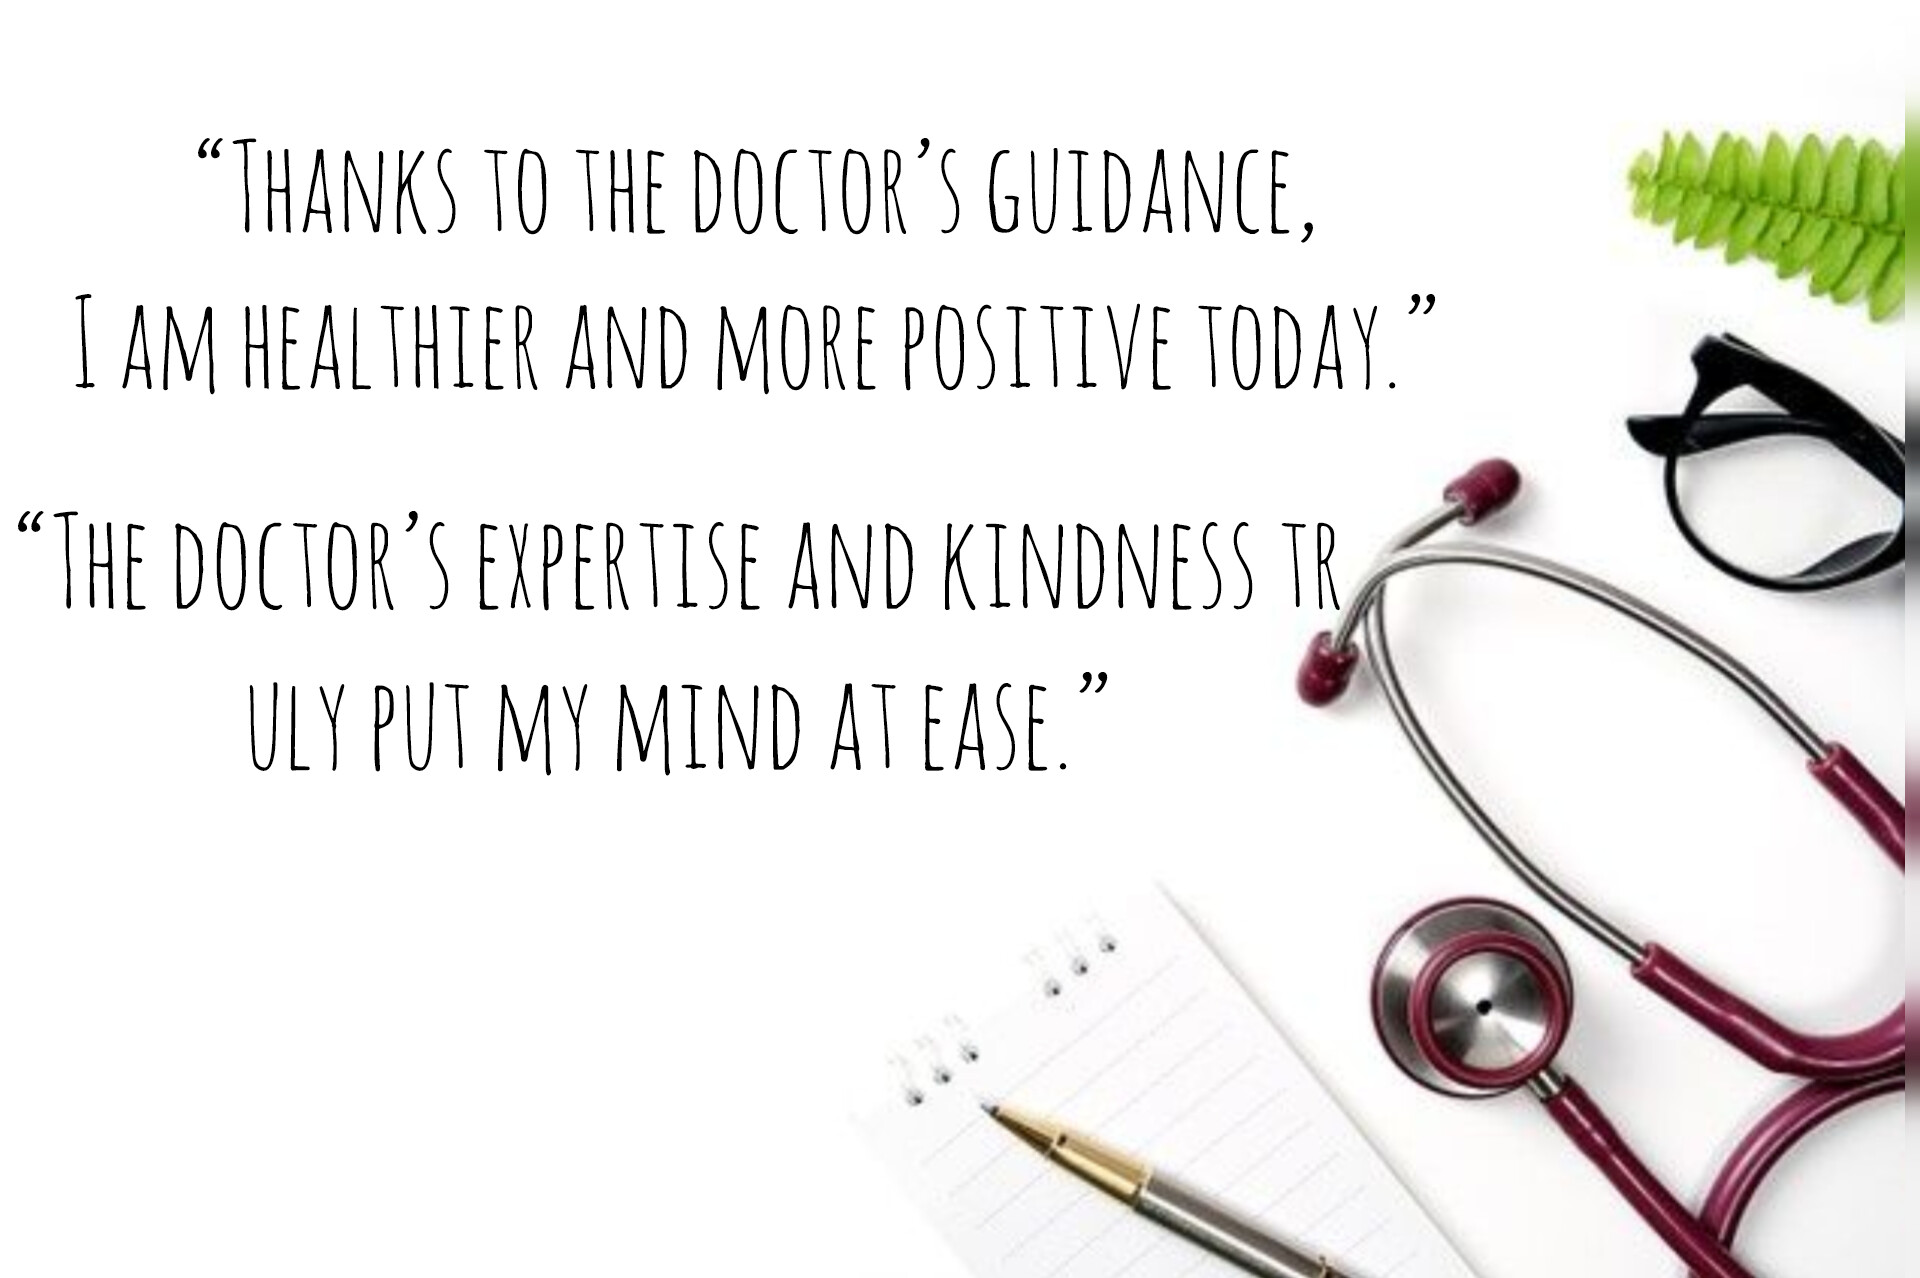 “Thanks to the doctor’s guidance,
I am healthier and more positive today.”
“The doctor’s expertise and kindness tr
uly put my mind at ease.”